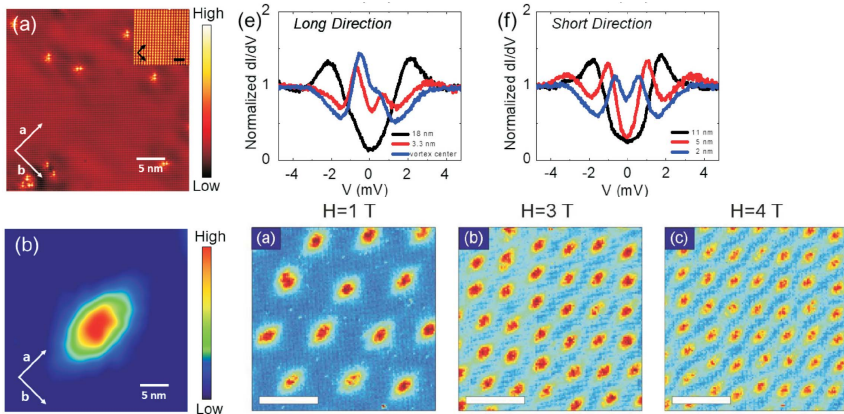 (a)
High
a
b
5 nm
Low
(e)
Long Direction
Normalized dI/dV
2
1
0
-4
-2
0
2
4
V (mV)
18 nm
3.3 nm
vortex center
(f)
Short Direction
Normalized dI/dV
2
1
0
-4
-2
0
2
4
V (mV)
11 nm
5 nm
2 nm
(b)
High
a
b
5 nm
Low
H=1 T
(a)
H=3 T
(b)
H=4 T
(c)